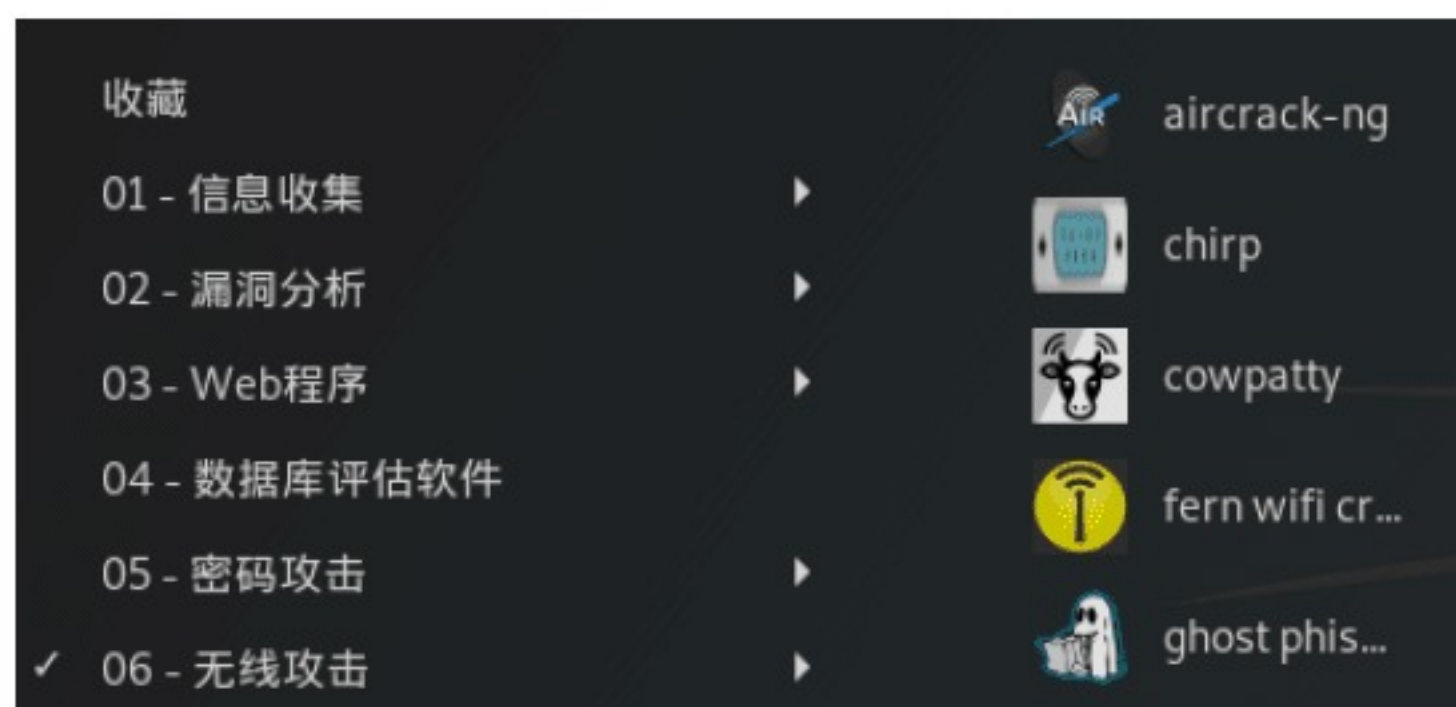 收藏
01 - 信息收集
02 - 漏洞分析
03 - Web程序
04 - 数据库评估软件
05 - 密码攻击
✓ 06 - 无线攻击
AIR
aircrack-ng
chirp
cowpatty
fern wifi cr...
ghost phis...